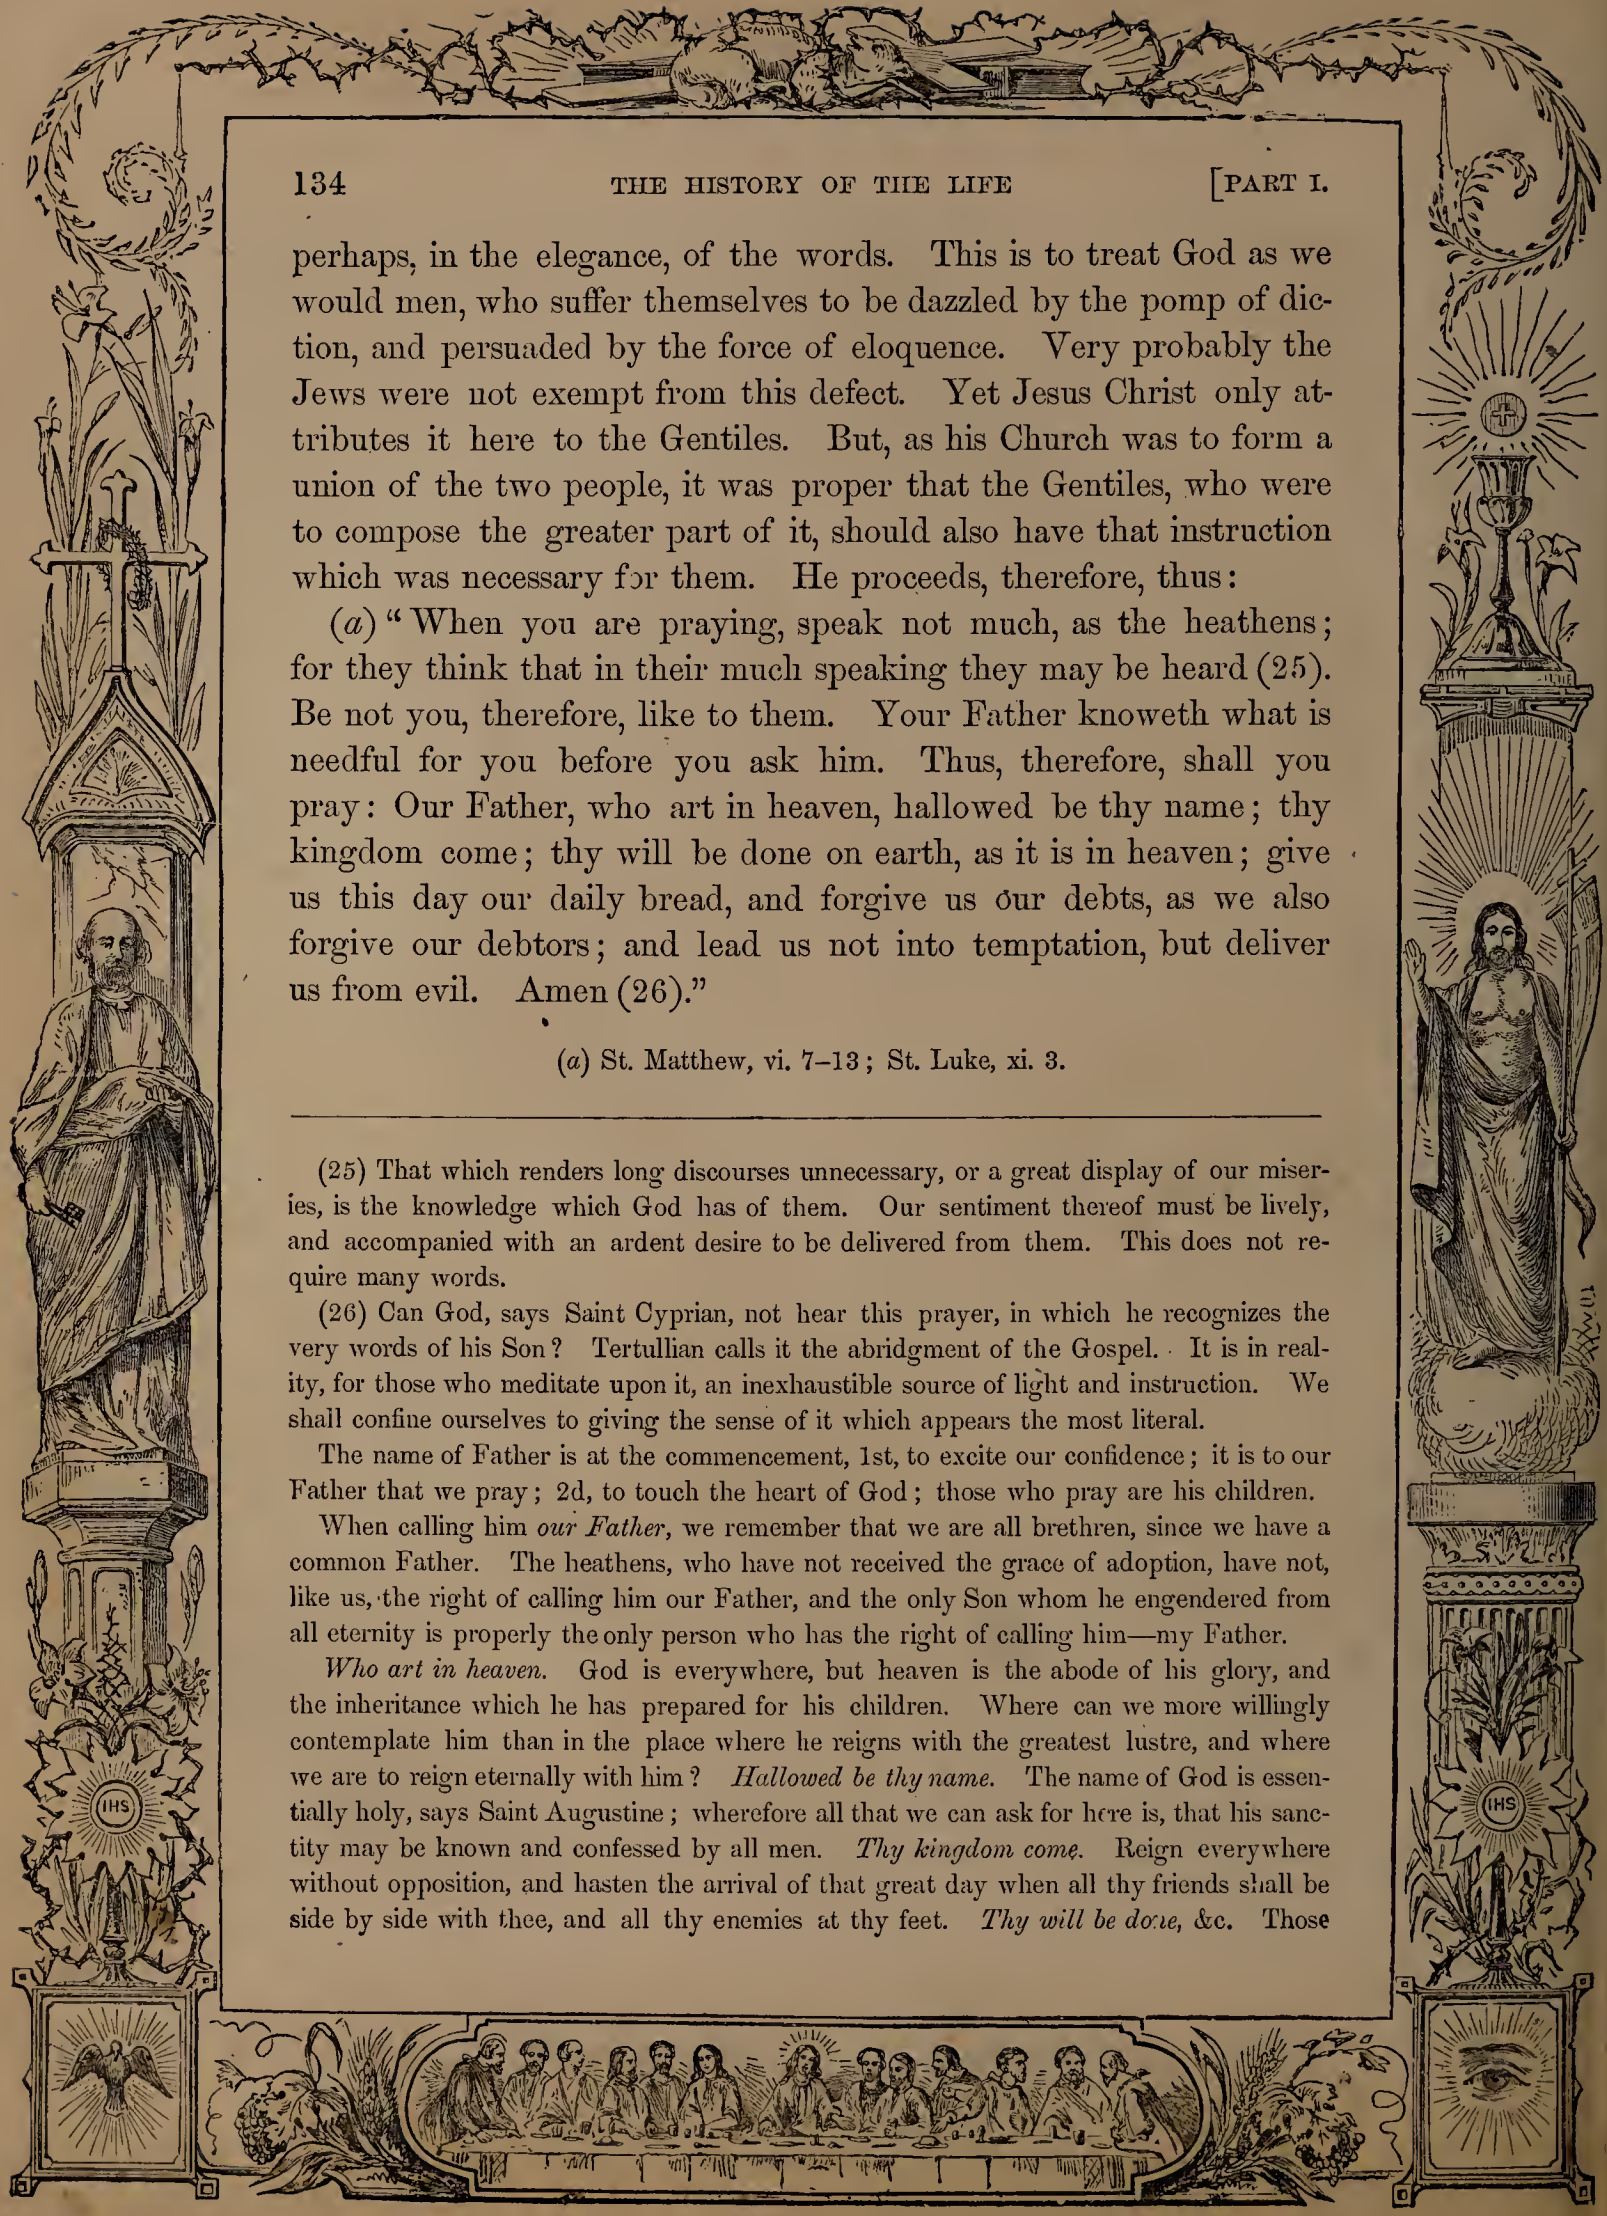 134 THE HISTORY OF THE LIFE [PART I.
perhaps, in the elegance, of the words. This is to treat God as we
would men, who suffer themselves to be dazzled by the pomp of dic-
tion, and persuaded by the force of eloquence. Very probably the
Jews were not exempt from this defect. Yet Jesus Christ only at-
tributes it here to the Gentiles. But, as his Church was to form a
union of the two people, it was proper that the Gentiles, who were
to compose the greater part of it, should also have that instruction
which was necessary for them. He proceeds, therefore, thus:
(a) “When you are praying, speak not much, as the heathens;
for they think that in their much speaking they may be heard (25).
Be not you, therefore, like to them. Your Father knoweth what is
needful for you before you ask him. Thus, therefore, shall you
pray: Our Father, who art in heaven, hallowed be thy name; thy
kingdom come; thy will be done on earth, as it is in heaven; give
us this day our daily bread, and forgive us our debts, as we also
forgive our debtors; and lead us not into temptation, but deliver
us from evil. Amen (26).”
(a) St. Matthew, vi. 7–13; St. Luke, xi. 3.
(25) That which renders long discourses unnecessary, or a great display of our miser-
ies, is the knowledge which God has of them. Our sentiment thereof must be lively,
and accompanied with an ardent desire to be delivered from them. This does not re-
quire many words.
(26) Can God, says Saint Cyprian, not hear this prayer, in which he recognizes the
very words of his Son? Tertullian calls it the abridgment of the Gospel. It is in real-
ity, for those who meditate upon it, an inexhaustible source of light and instruction. We
shall confine ourselves to giving the sense of it which appears the most literal.
The name of Father is at the commencement, 1st, to excite our confidence; it is to our
Father that we pray; 2d, to touch the heart of God; those who pray are his children.
When calling him our Father, we remember that we are all brethren, since we have a
common Father. The heathens, who have not received the grace of adoption, have not,
like us, the right of calling him our Father, and the only Son whom he engendered from
all eternity is properly the only person who has the right of calling him—my Father.
Who art in heaven. God is everywhere, but heaven is the abode of his glory, and
the inheritance which he has prepared for his children. Where can we more willingly
contemplate him than in the place where he reigns with the greatest lustre, and where
we are to reign eternally with him? Hallowed be thy name. The name of God is essen-
tially holy, says Saint Augustine; wherefore all that we can ask for here is, that his sanc-
tity may be known and confessed by all men. Thy kingdom come. Reign everywhere
without opposition, and hasten the arrival of that great day when all thy friends shall be
side by side with thee, and all thy enemies at thy feet. Thy will be done, &c. Those
IHS
IHS